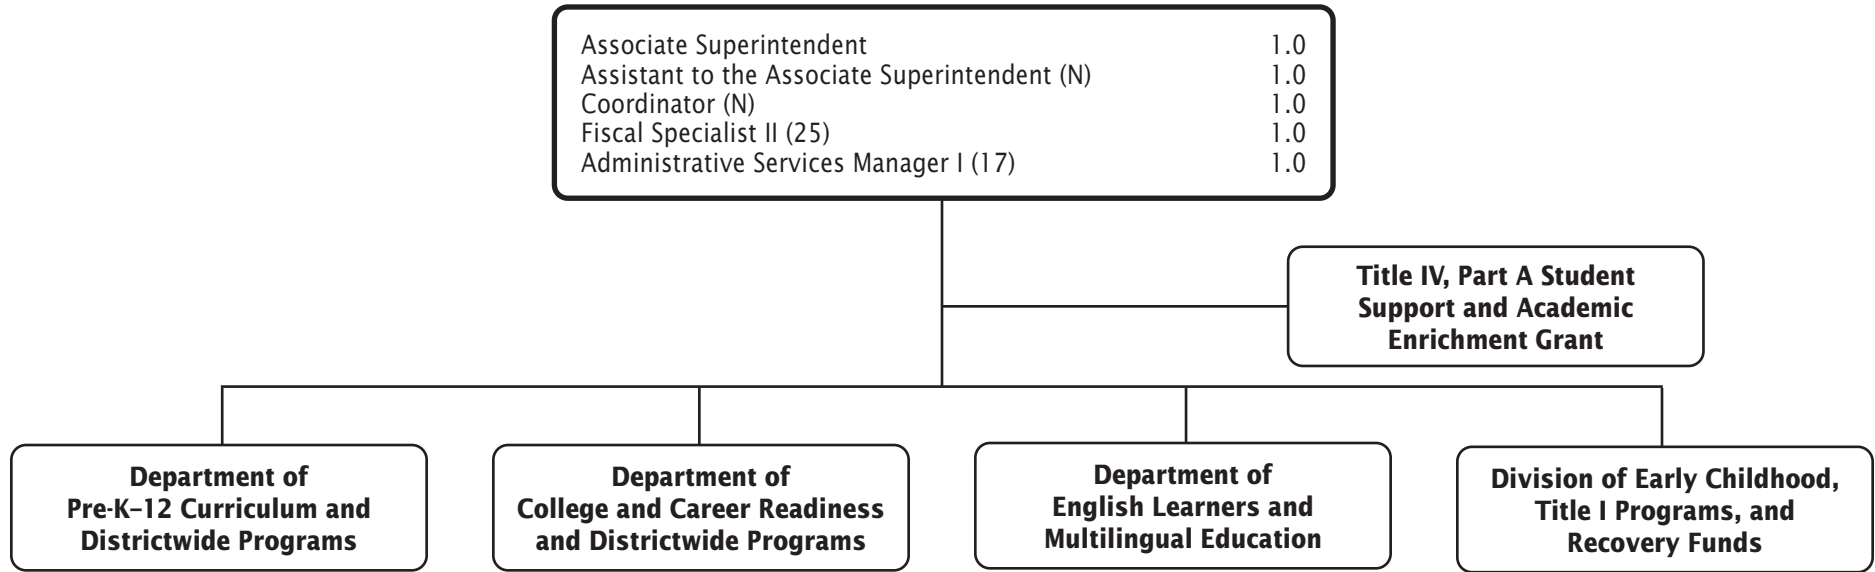 Associate Superintendent 1.0
Assistant to the Associate Superintendent (N) 1.0
Coordinator (N) 1.0
Fiscal Specialist II (25) 1.0
Administrative Services Manager I (17) 1.0
Title IV, Part A Student
Support and Academic
Enrichment Grant
Department of
Pre-K–12 Curriculum and
Districtwide Programs
Department of
College and Career Readiness
and Districtwide Programs
Department of
English Learners and
Multilingual Education
Division of Early Childhood,
Title I Programs, and
Recovery Funds